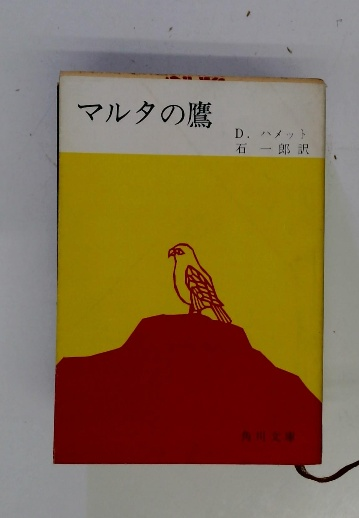 マルタの鷹
D. ハメット
石 一郎 訳
角川文庫